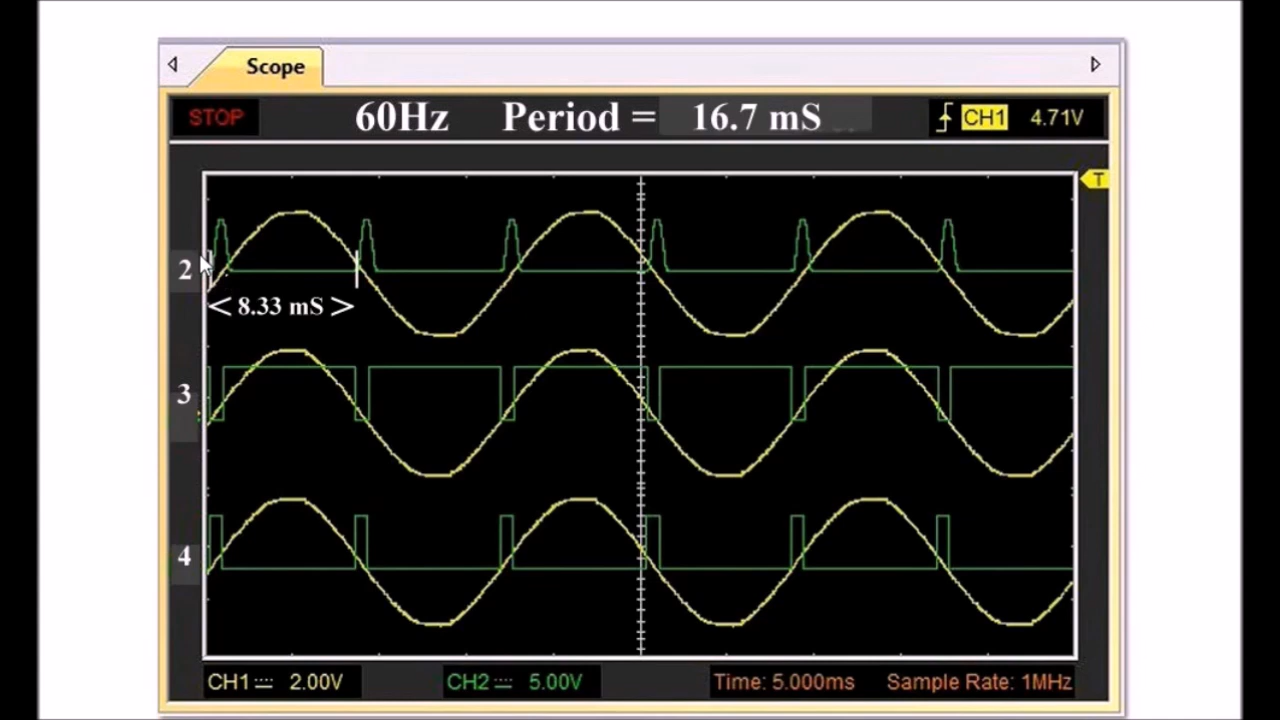 Scope
STOP 60Hz Period = 16.7 mS CH1 4.71V
T
2
< 8.33 mS >
3
4
CH1 2.00V CH2 5.00V Time: 5.000ms Sample Rate: 1MHz